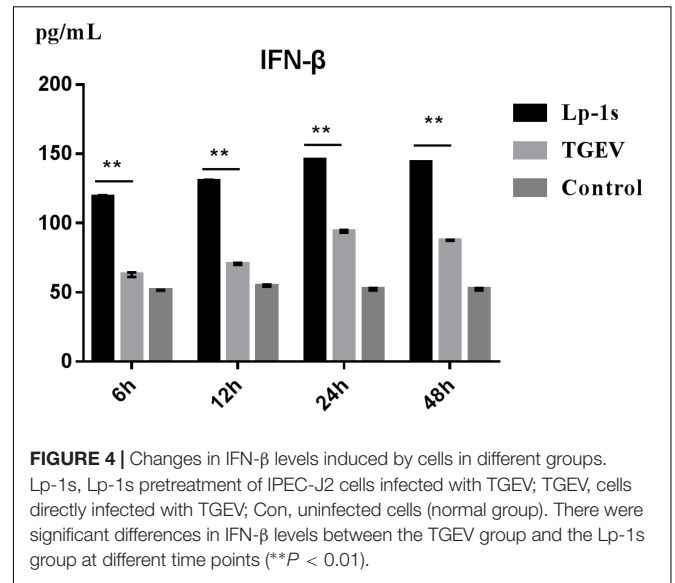 pg/mL
IFN-β
200
150
100
50
0
**
**
**
**
6h
12h
24h
48h
Lp-1s
TGEV
Control
FIGURE 4 | Changes in IFN-β levels induced by cells in different groups.
Lp-1s, Lp-1s pretreatment of IPEC-J2 cells infected with TGEV; TGEV, cells
directly infected with TGEV; Con, uninfected cells (normal group). There were
significant differences in IFN-β levels between the TGEV group and the Lp-1s
group at different time points (**P < 0.01).